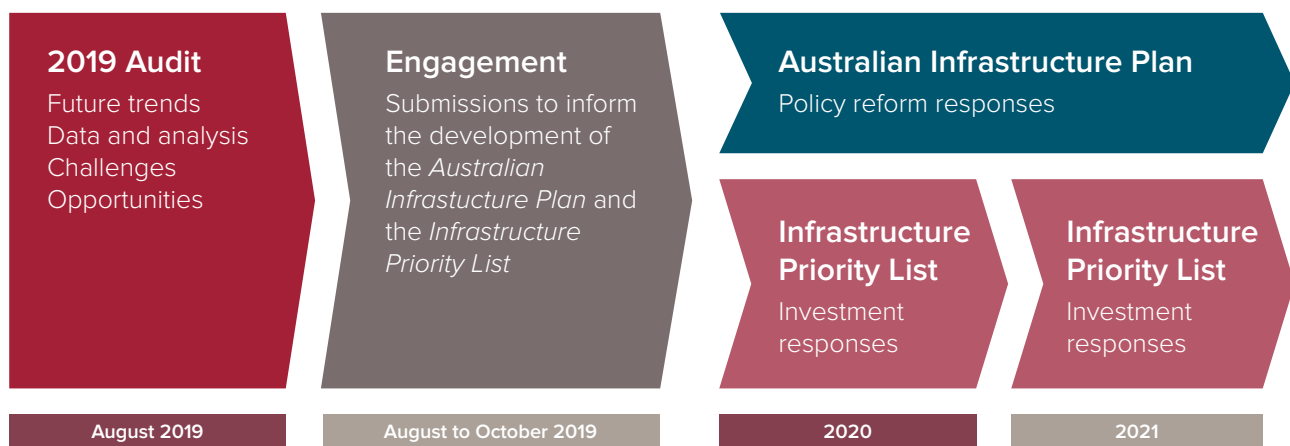 2019 Audit
Future trends
Data and analysis
Challenges
Opportunities
Engagement
Submissions to inform
the development of
the Australian
Infrastucture Plan and
the Infrastructure
Priority List
Australian Infrastructure Plan
Policy reform responses
Infrastructure
Priority List
Investment
responses
Infrastructure
Priority List
Investment
responses
August 2019
August to October 2019
2020
2021